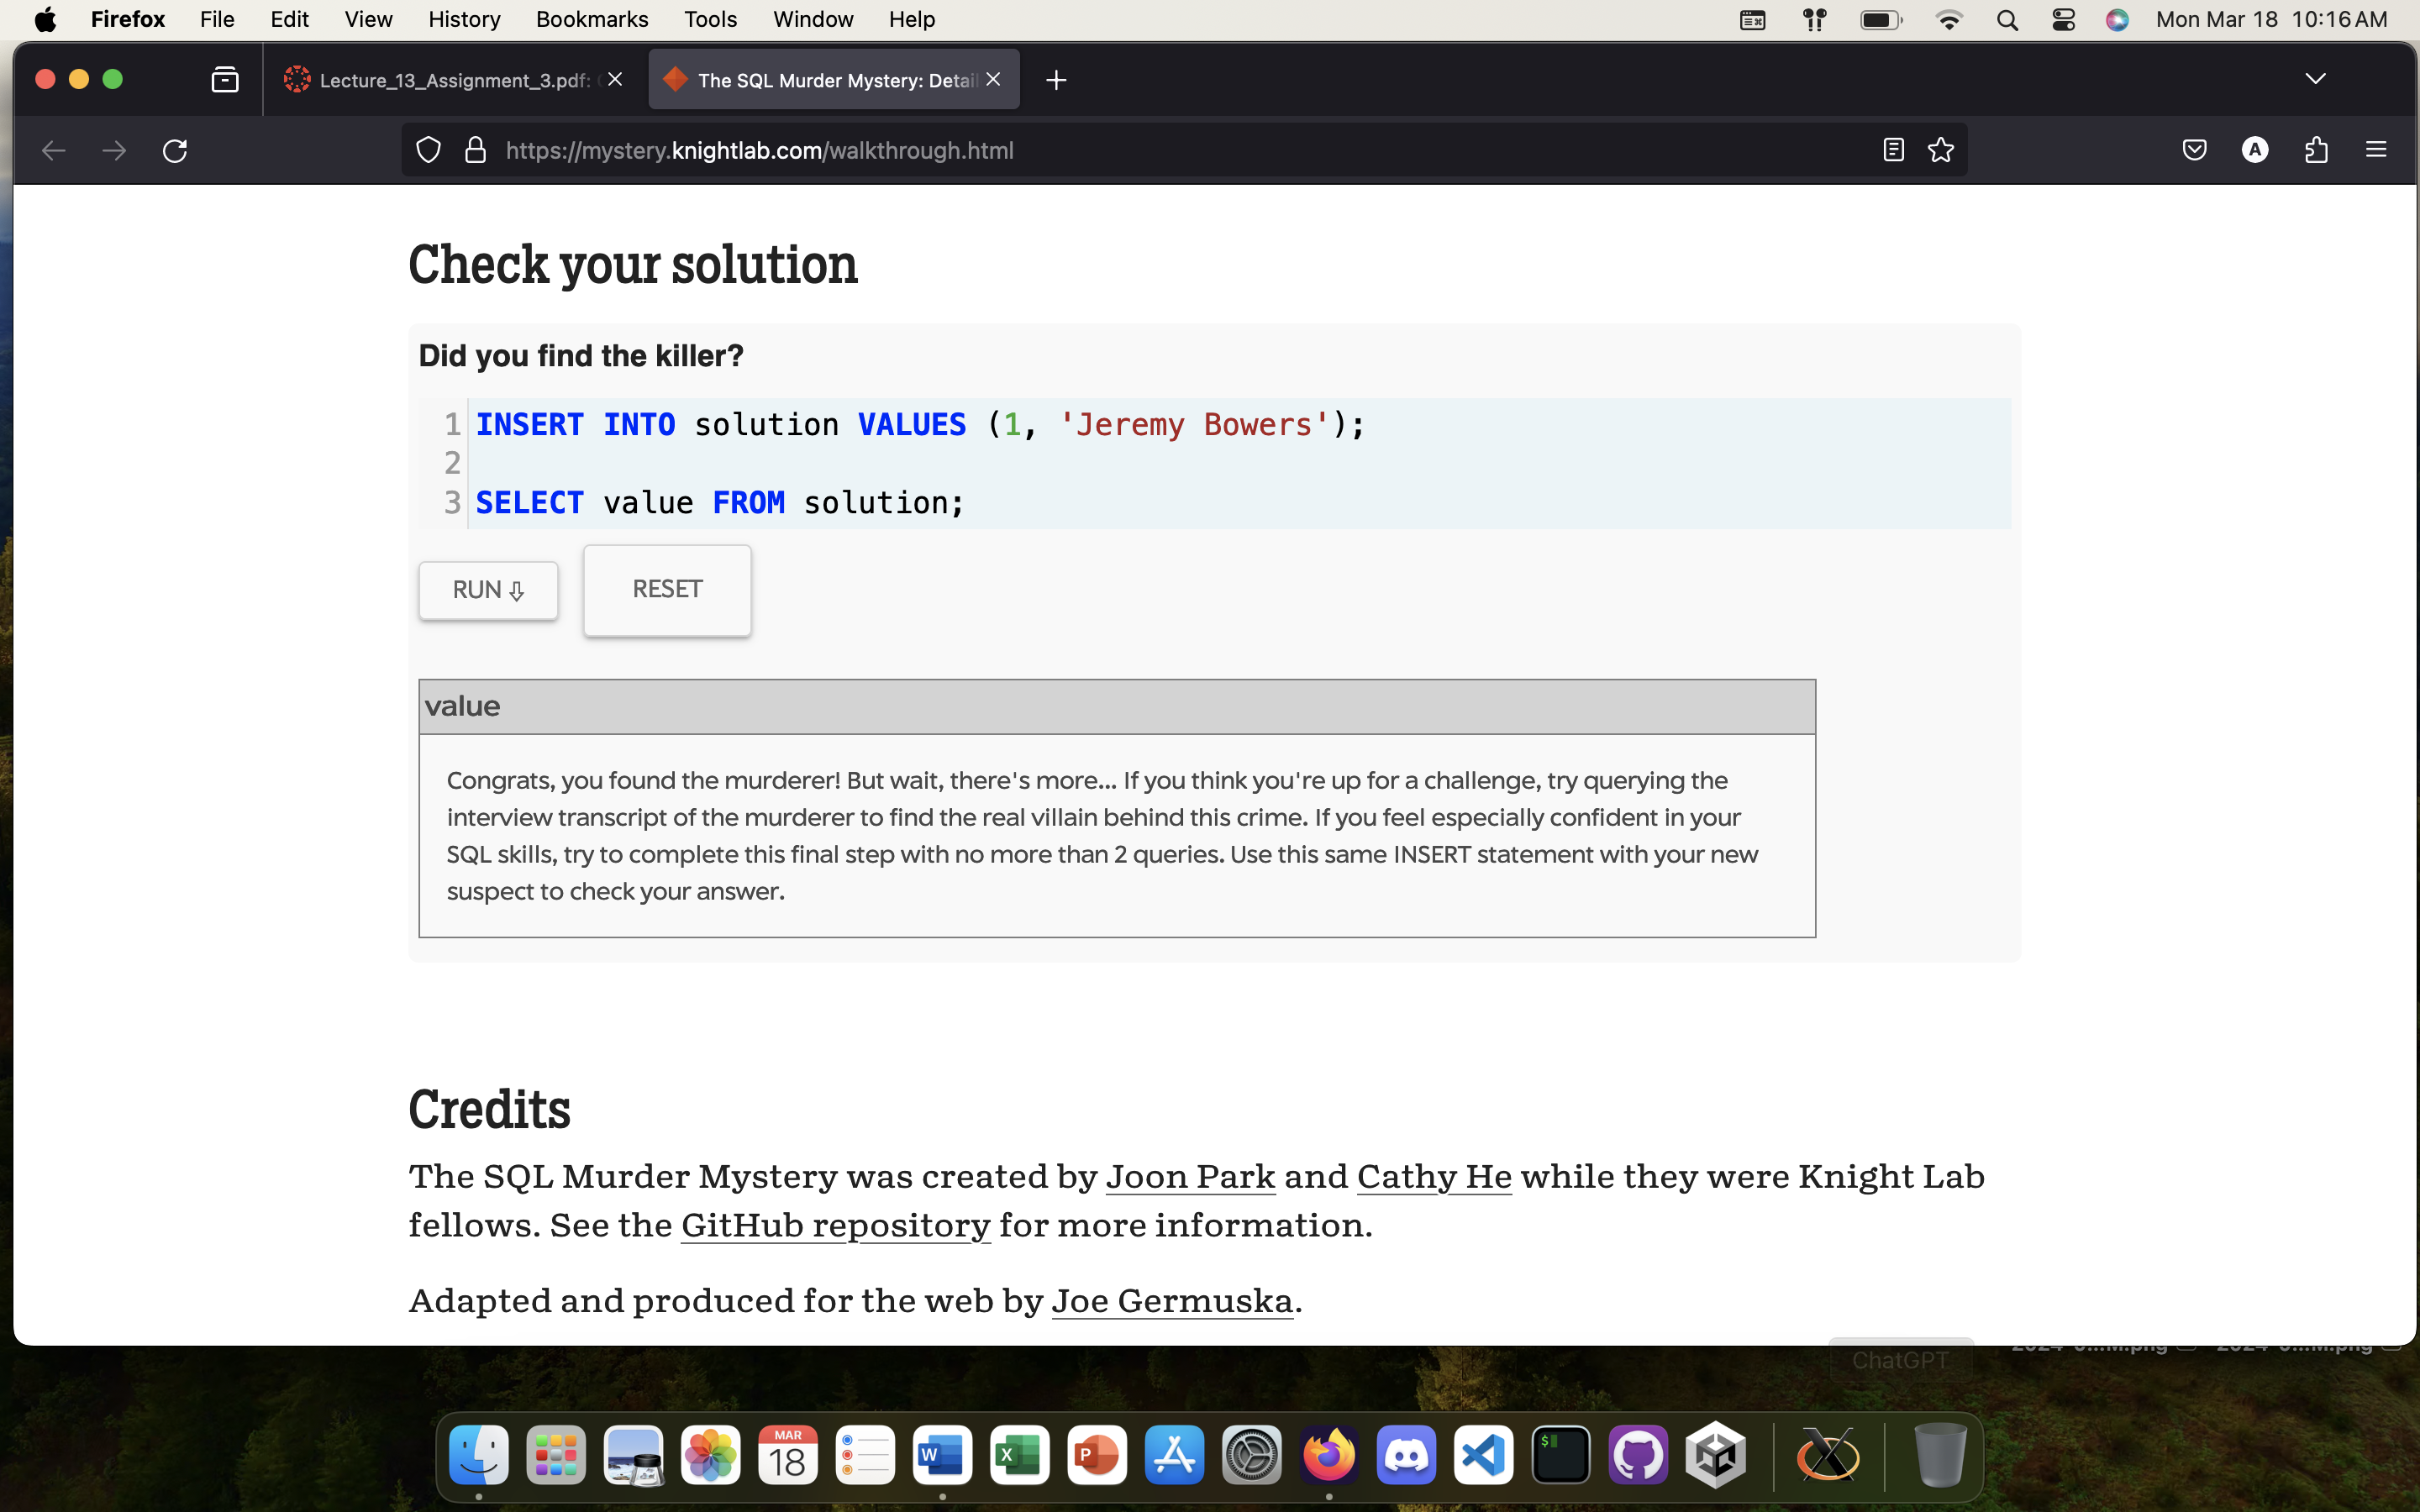 Firefox File Edit View History Bookmarks Tools Window Help Mon Mar 18 10:16 AM
Lecture_13_Assignment_3.pdf: The SQL Murder Mystery: Detail
https://mystery.knightlab.com/walkthrough.html A
Check your solution
Did you find the killer?
1 INSERT INTO solution VALUES (1, 'Jeremy Bowers');
2
3 SELECT value FROM solution;
RUN ⇩ RESET
value
Congrats, you found the murderer! But wait, there's more... If you think you're up for a challenge, try querying the
interview transcript of the murderer to find the real villain behind this crime. If you feel especially confident in your
SQL skills, try to complete this final step with no more than 2 queries. Use this same INSERT statement with your new
suspect to check your answer.
Credits
The SQL Murder Mystery was created by Joon Park and Cathy He while they were Knight Lab
fellows. See the GitHub repository for more information.
Adapted and produced for the web by Joe Germuska.
ChatGPT
MAR
18
W X P $